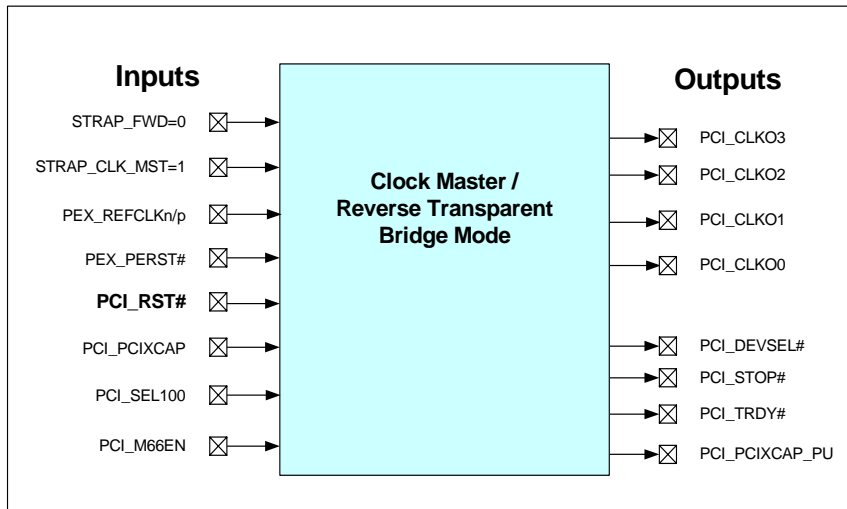 Inputs
STRAP_FWD=0
STRAP_CLK_MST=1
PEX_REFCLKn/p
PEX_PERST#
PCI_RST#
PCI_PCIXCAP
PCI_SEL100
PCI_M66EN
Clock Master /
Reverse Transparent
Bridge Mode
Outputs
PCI_CLKO3
PCI_CLKO2
PCI_CLKO1
PCI_CLKO0
PCI_DEVSEL#
PCI_STOP#
PCI_TRDY#
PCI_PCIXCAP_PU